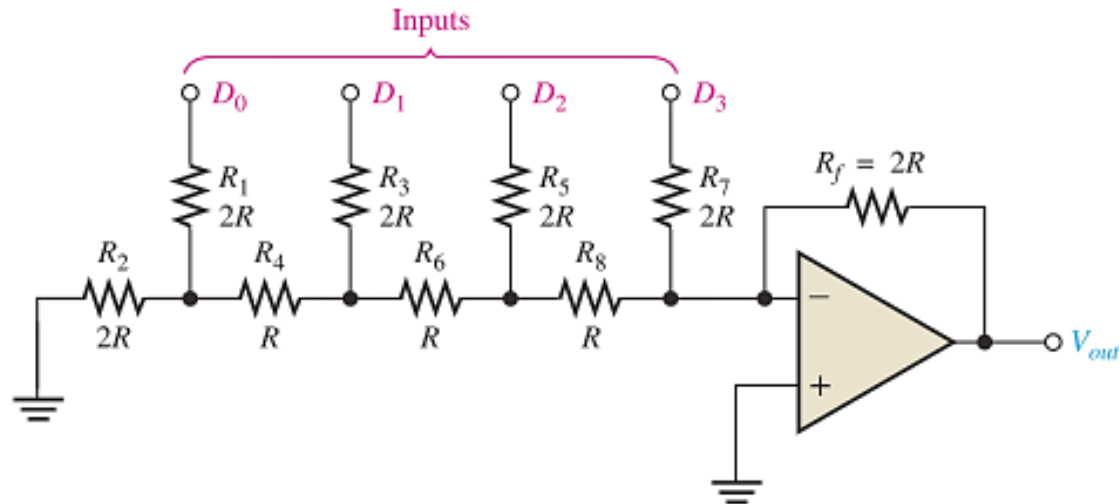 Inputs
D0 D1 D2 D3
R1 R3 R5 R7 Rf = 2R
2R 2R 2R 2R
R2 R4 R6 R8
2R R R R
−
+
Vout